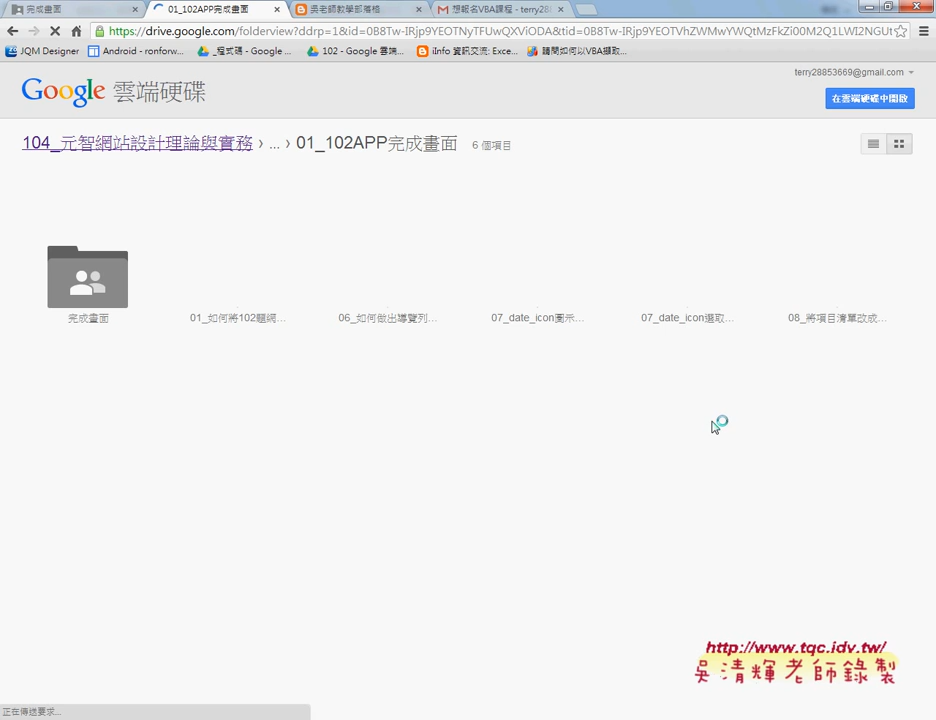 完成畫面
01_102APP完成畫面
吳老師教學部落格
想報名VBA課程 - terry288
https://drive.google.com/folderview?ddrp=1&id=0B8Tw-IRjp9YEOTNyTFUwQXViODA&tid=0B8Tw-IRjp9YEOTVhZWMwYWQtMzFkZi00M2Q1LWI2NGUt
JQM Designer
Android - ronforw...
_程式碼 - Google ...
102 - Google 雲端...
iInfo 資訊交流: Exce...
請問如何以VBA擷取...
terry28853669@gmail.com
Google 雲端硬碟
在雲端硬碟中開啟
104_元智網站設計理論與實務 › ... › 01_102APP完成畫面 6 個項目
完成畫面
01_如何將102題網...
06_如何做出導覽列...
07_date_icon圖示...
07_date_icon選取...
08_將項目清單改成...
http://www.tqc.idv.tw/
吳清輝老師錄製
正在傳送要求...